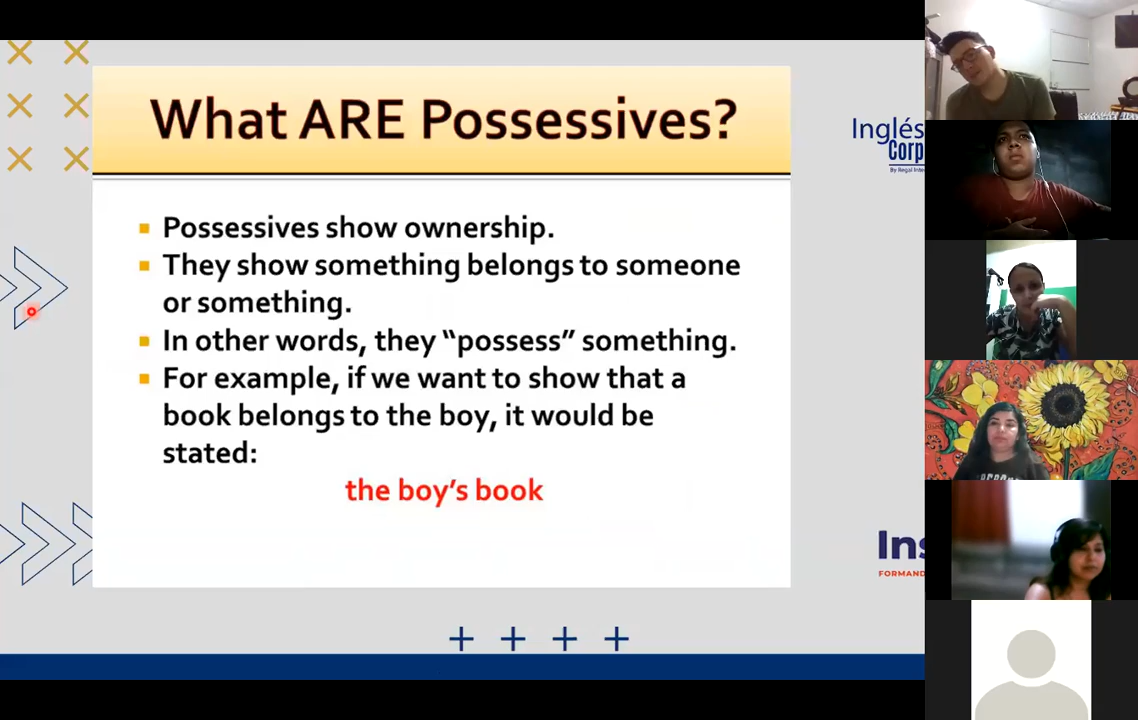 What ARE Possessives?
Inglés
Corp
Possessives show ownership.
They show something belongs to someone
or something.
In other words, they “possess” something.
For example, if we want to show that a
book belongs to the boy, it would be
stated:
the boy’s book